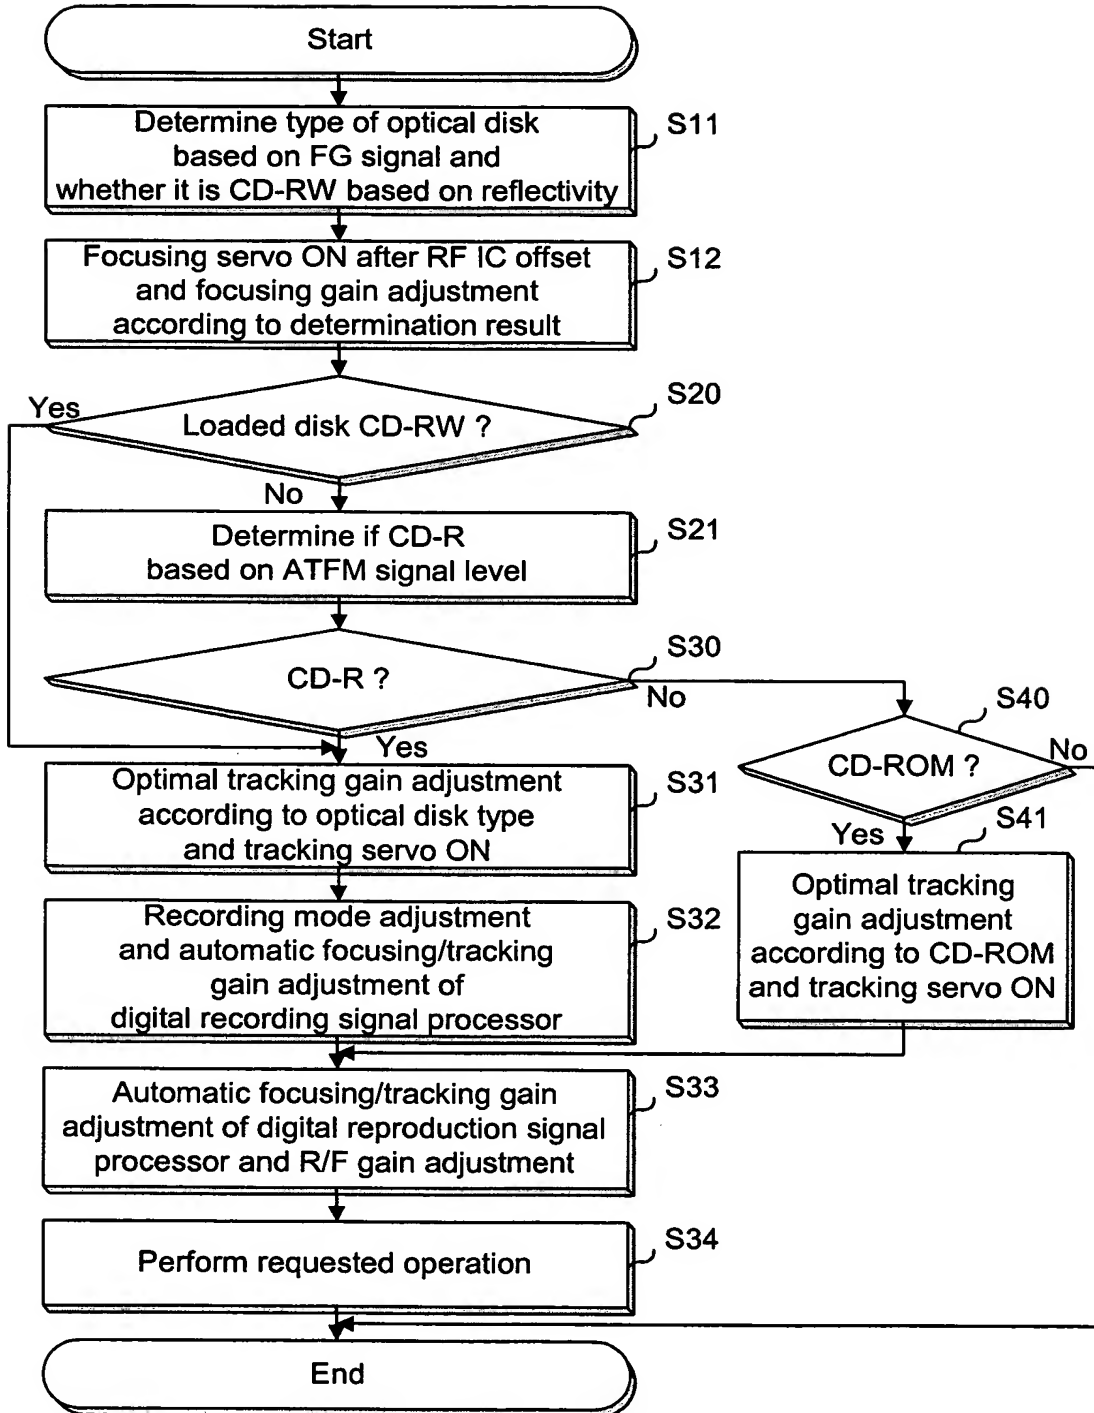 Start
Determine type of optical disk
based on FG signal and
whether it is CD-RW based on reflectivity
S11
Focusing servo ON after RF IC offset
and focusing gain adjustment
according to determination result
S12
Loaded disk CD-RW ?
S20
Yes
No
Determine if CD-R
based on ATFM signal level
S21
CD-R ?
S30
No
Yes
CD-ROM ?
S40
No
Yes
Optimal tracking gain adjustment
according to optical disk type
and tracking servo ON
S31
Optimal tracking
gain adjustment
according to CD-ROM
and tracking servo ON
S41
Recording mode adjustment
and automatic focusing/tracking
gain adjustment of
digital recording signal processor
S32
Automatic focusing/tracking gain
adjustment of digital reproduction signal
processor and R/F gain adjustment
S33
Perform requested operation
S34
End